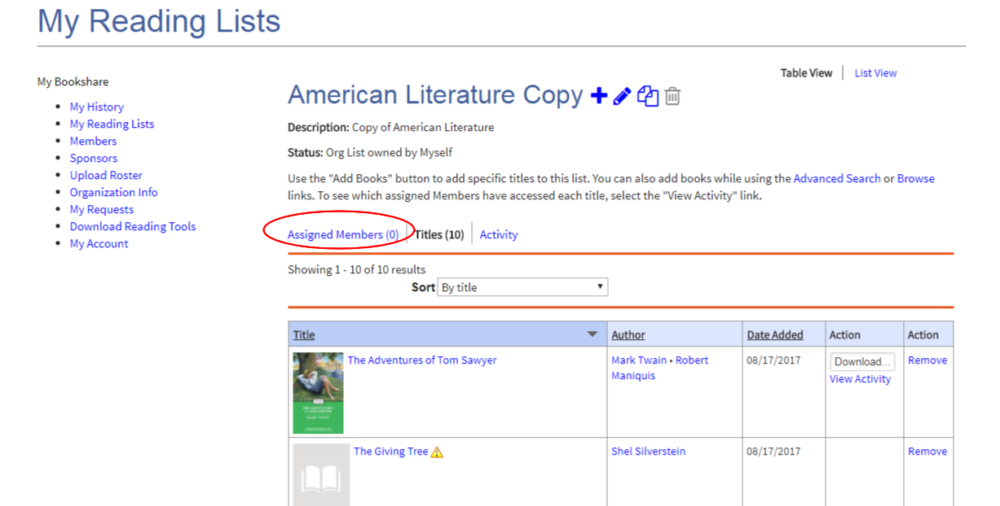 My Reading Lists
Table View
List View
My Bookshare
My History
My Reading Lists
Members
Sponsors
Upload Roster
Organization Info
My Requests
Download Reading Tools
My Account
American Literature Copy
Description: Copy of American Literature
Status: Org List owned by Myself
Use the "Add Books" button to add specific titles to this list. You can also add books while using the Advanced Search or Browse
links. To see which assigned Members have accessed each title, select the "View Activity" link.
Assigned Members (0) Titles (10) Activity
Showing 1 - 10 of 10 results
Sort By title
Title Author Date Added Action Action
The Adventures of Tom Sawyer Mark Twain • Robert 08/17/2017 Download... Remove
Maniquis View Activity
The Giving Tree Shel Silverstein 08/17/2017 Remove